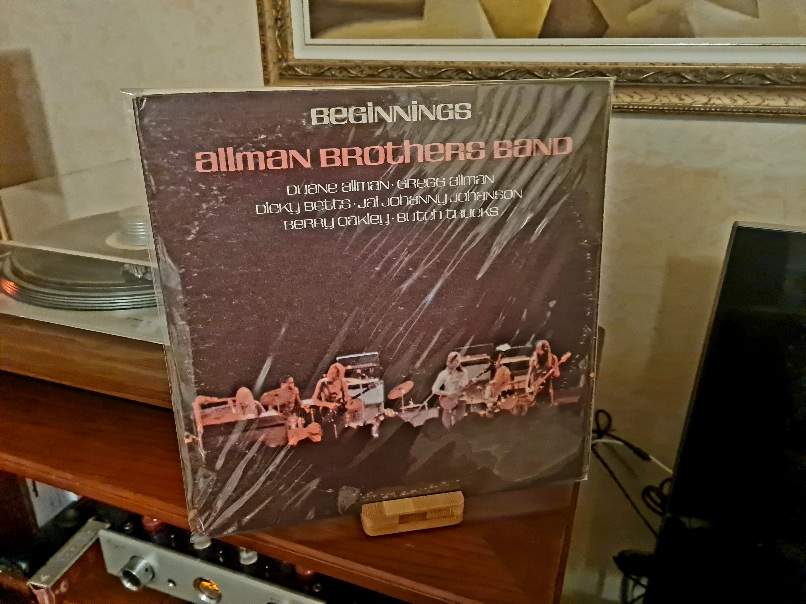 BeGiNNiNGS
allMAN BROtheRS BAND
DUaNe allMaN · GReGG allMaN
DicKy Betts · Jai JOhaNNy JOhaNSON
BeRRy OaKley · ButCh tRuCKS